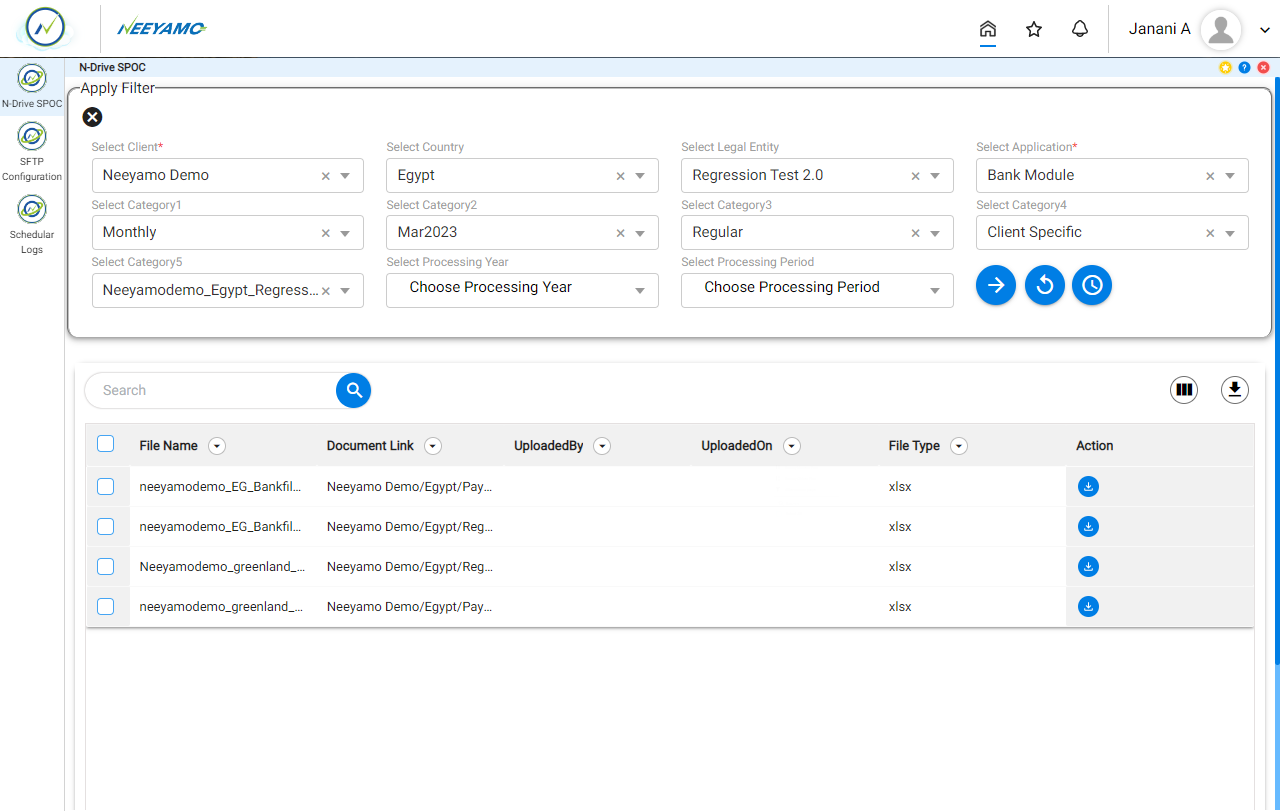 NEEYAMO
Janani A
N-Drive SPOC
N-Drive SPOC
SFTP
Configuration
Schedular
Logs
Apply Filter
Select Client*
Select Country
Select Legal Entity
Select Application*
Neeyamo Demo
Egypt
Regression Test 2.0
Bank Module
Select Category1
Select Category2
Select Category3
Select Category4
Monthly
Mar2023
Regular
Client Specific
Select Category5
Select Processing Year
Select Processing Period
Neeyamodemo_Egypt_Regress...
Choose Processing Year
Choose Processing Period
Search
File Name
Document Link
UploadedBy
UploadedOn
File Type
Action
neeyamodemo_EG_Bankfil...
Neeyamo Demo/Egypt/Pay...
xlsx
neeyamodemo_EG_Bankfil...
Neeyamo Demo/Egypt/Reg...
xlsx
Neeyamodemo_greenland_...
Neeyamo Demo/Egypt/Reg...
xlsx
neeyamodemo_greenland_...
Neeyamo Demo/Egypt/Pay...
xlsx